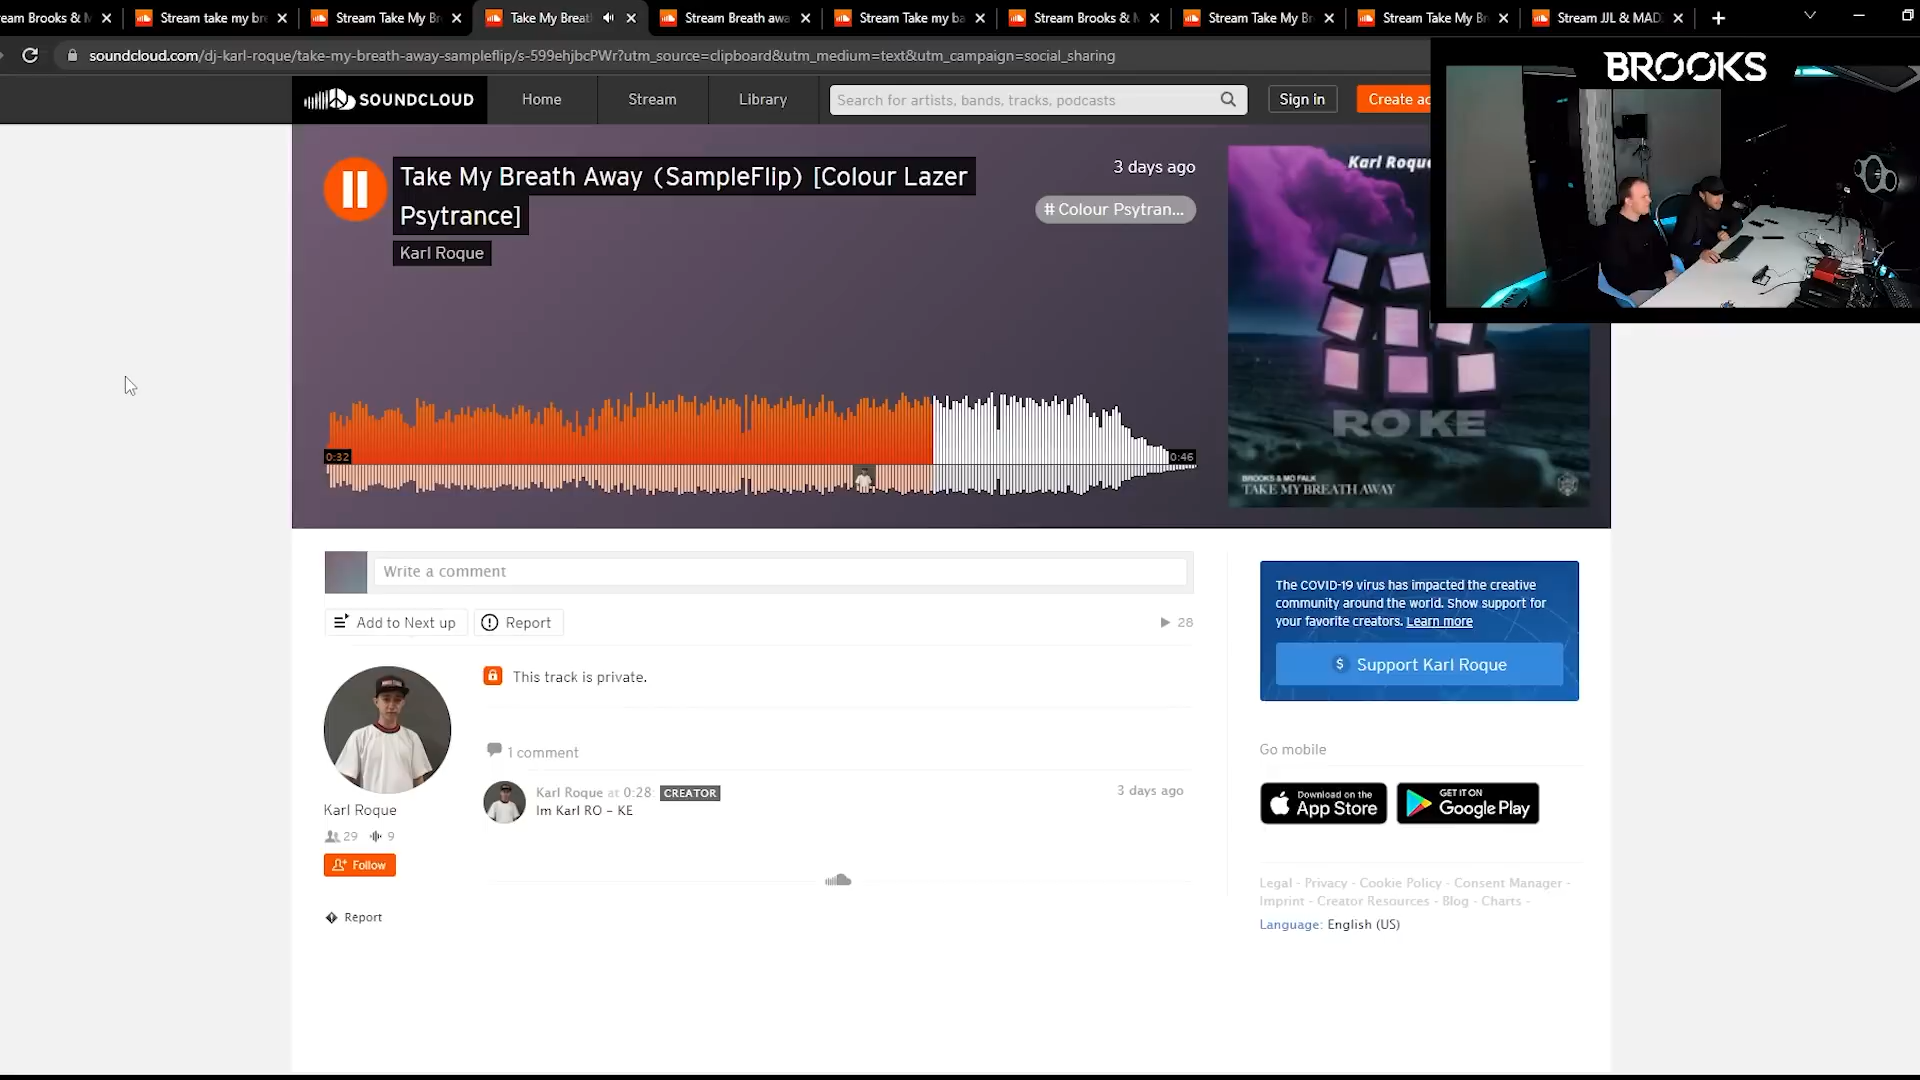 Stream Brooks & M
Stream take my bre
Stream Take My Br
Take My Breat
Stream Breath awa
Stream Take my ba
Stream Brooks & M
Stream Take My Br
Stream Take My Br
Stream JJL & MAD
soundcloud.com/dj-karl-roque/take-my-breath-away-sampleflip/s-599ehjbcPWr?utm_source=clipboard&utm_medium=text&utm_campaign=social_sharing
BROOKS
SOUNDCLOUD
Home
Stream
Library
Search for artists, bands, tracks, podcasts
Sign in
Create ac
Take My Breath Away (SampleFlip) [Colour Lazer
Psytrance]
Karl Roque
3 days ago
# Colour Psytran...
Karl Roque
RO KE
BROOKS & MO FALK
TAKE MY BREATH AWAY
0:32
0:46
Write a comment
Add to Next up
Report
28
This track is private.
1 comment
Karl Roque at 0:28: CREATOR
Im Karl RO - KE
3 days ago
Karl Roque
29
9
Follow
Report
The COVID-19 virus has impacted the creative
community around the world. Show support for
your favorite creators. Learn more
$ Support Karl Roque
Go mobile
Download on the
App Store
GET IT ON
Google Play
Legal - Privacy - Cookie Policy - Consent Manager -
Imprint - Creator Resources - Blog - Charts -
Language: English (US)